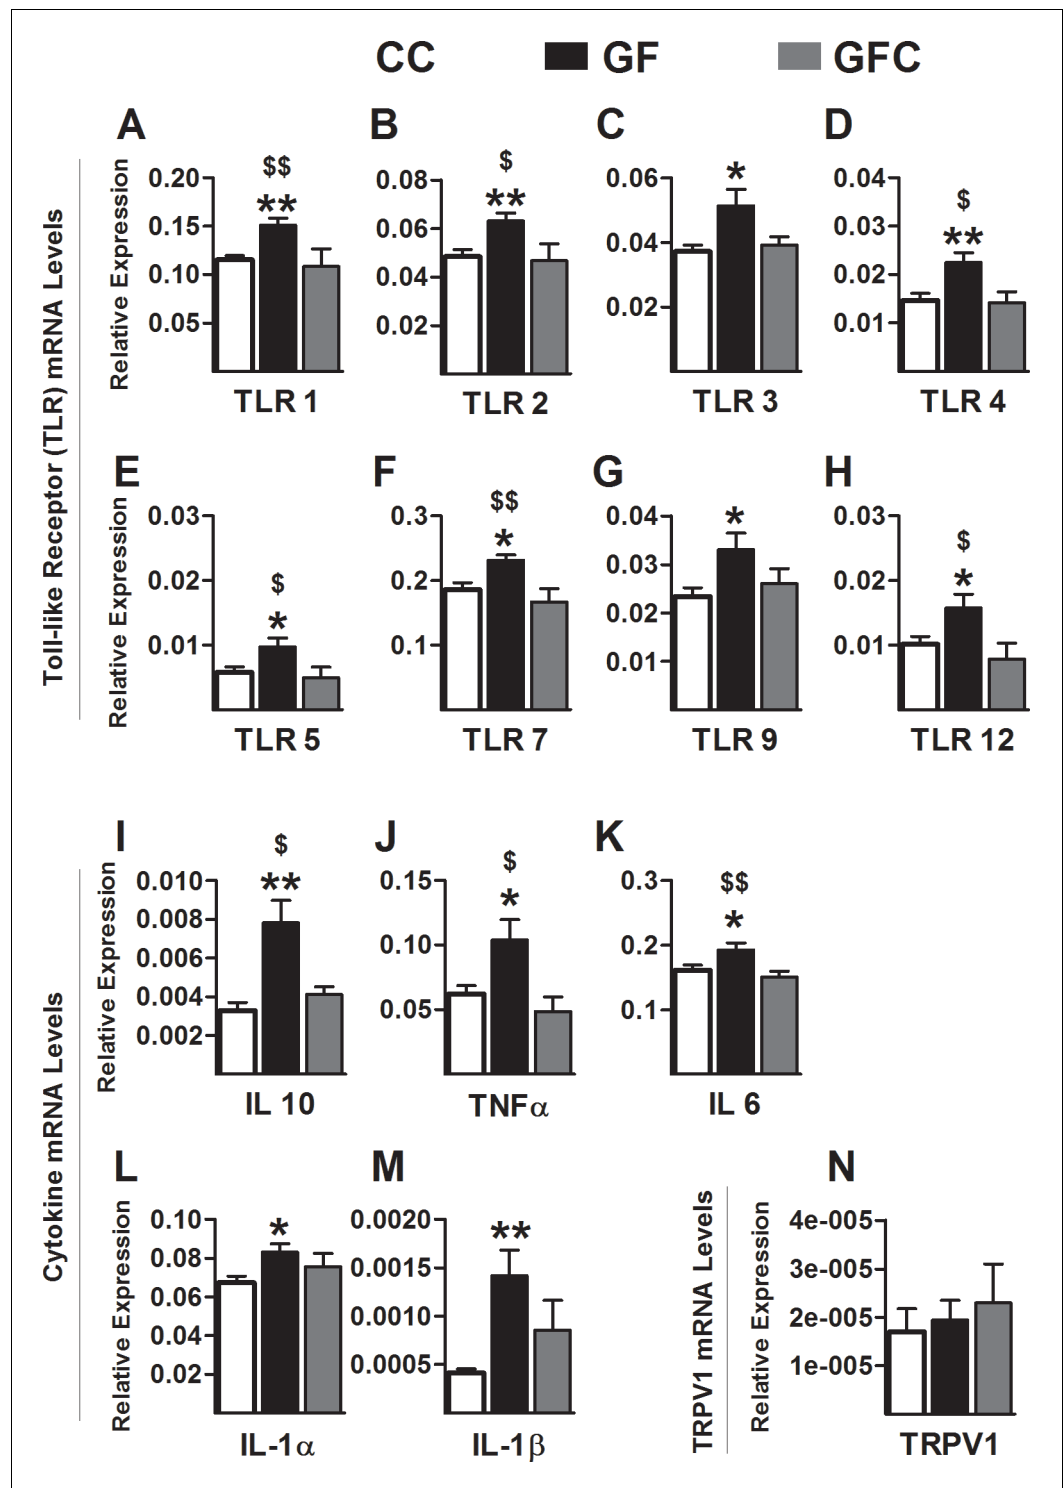 CC GF GFC
Toll-like Receptor (TLR) mRNA Levels
A B C D
Relative Expression
0.20 0.15 0.10 0.05
$$
**
TLR 1
0.08 0.06 0.04 0.02
$
**
TLR 2
0.06 0.04 0.02
*
TLR 3
0.04 0.03 0.02 0.01
$
**
TLR 4
E F G H
Relative Expression
0.03 0.02 0.01
$
*
TLR 5
0.3 0.2 0.1
$$
*
TLR 7
0.04 0.03 0.02 0.01
*
TLR 9
0.03 0.02 0.01
$
*
TLR 12
Cytokine mRNA Levels
I J K
Relative Expression
0.010 0.008 0.006 0.004 0.002
$
**
IL 10
0.15 0.10 0.05
$
*
TNFα
0.3 0.2 0.1
$$
*
IL 6
L M N
Relative Expression
0.10 0.08 0.06 0.04 0.02
*
IL-1α
0.0020 0.0015 0.0010 0.0005
**
IL-1β
TRPV1 mRNA Levels
Relative Expression
4e-005 3e-005 2e-005 1e-005
TRPV1